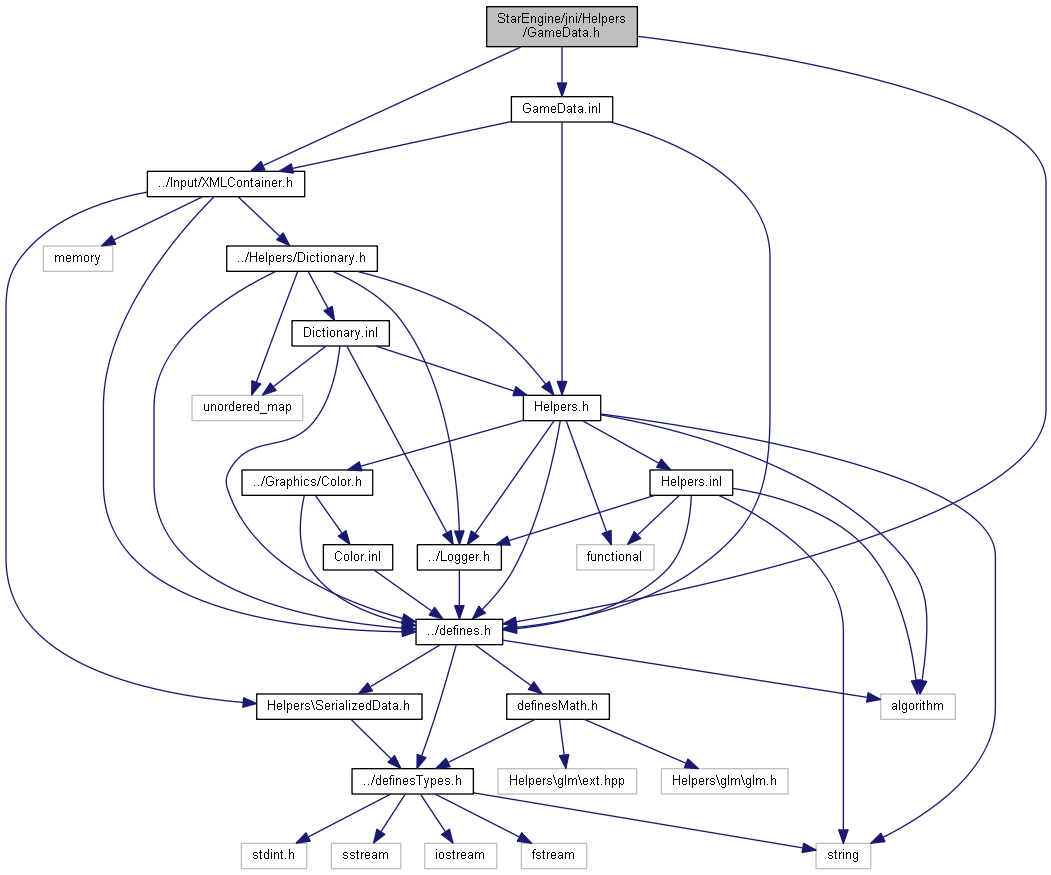 StarEngine/jni/Helpers
/GameData.h
GameData.inl
../Input/XMLContainer.h
memory
../Helpers/Dictionary.h
Dictionary.inl
unordered_map
Helpers.h
../Graphics/Color.h
Helpers.inl
Color.inl
../Logger.h
functional
../defines.h
Helpers\SerializedData.h
definesMath.h
algorithm
../definesTypes.h
Helpers\glm\ext.hpp
Helpers\glm\glm.h
stdint.h
sstream
iostream
fstream
string